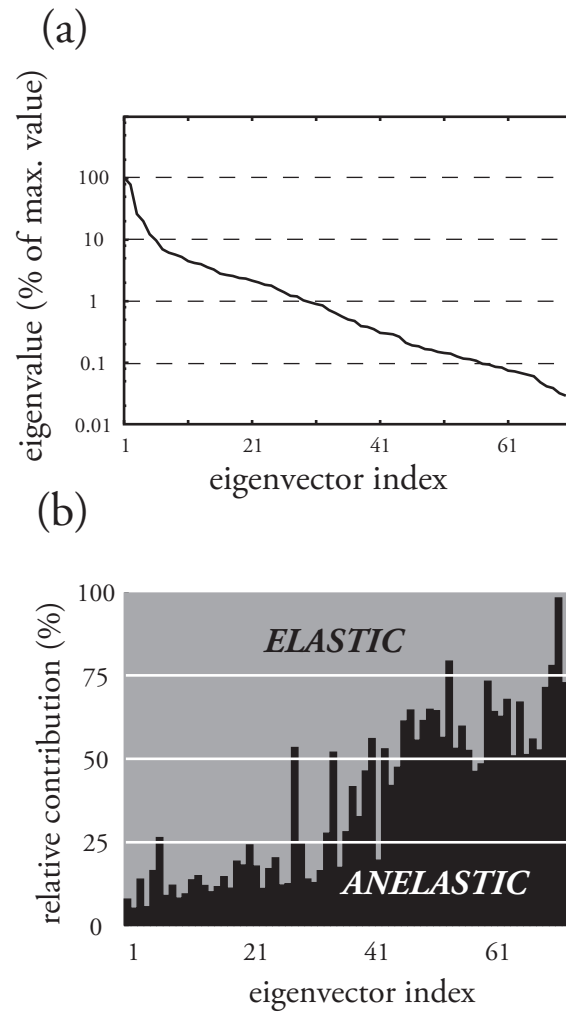 (a)
eigenvalue (% of max. value)
100
10
1
0.1
0.01
1 21 41 61
eigenvector index
(b)
relative contribution (%)
100
75
50
25
0
ELASTIC
ANELASTIC
1 21 41 61
eigenvector index